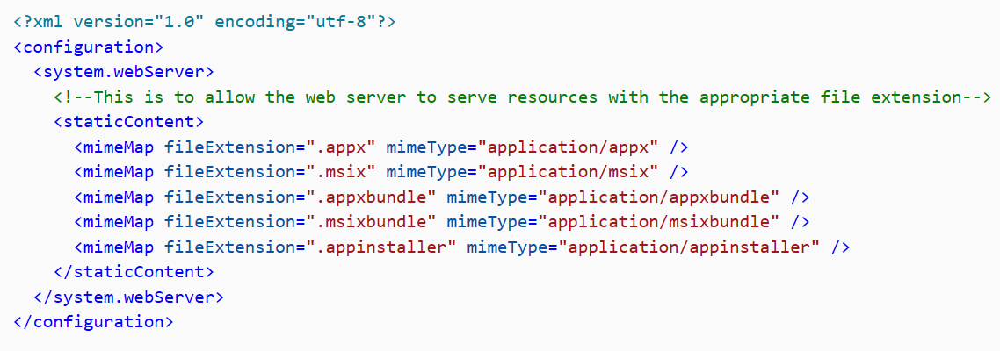 <?xml version="1.0" encoding="utf-8"?>
<configuration>
  <system.webServer>
    <!--This is to allow the web server to serve resources with the appropriate file extension-->
    <staticContent>
      <mimeMap fileExtension=".appx" mimeType="application/appx" />
      <mimeMap fileExtension=".msix" mimeType="application/msix" />
      <mimeMap fileExtension=".appxbundle" mimeType="application/appxbundle" />
      <mimeMap fileExtension=".msixbundle" mimeType="application/msixbundle" />
      <mimeMap fileExtension=".appinstaller" mimeType="application/appinstaller" />
    </staticContent>
  </system.webServer>
</configuration>